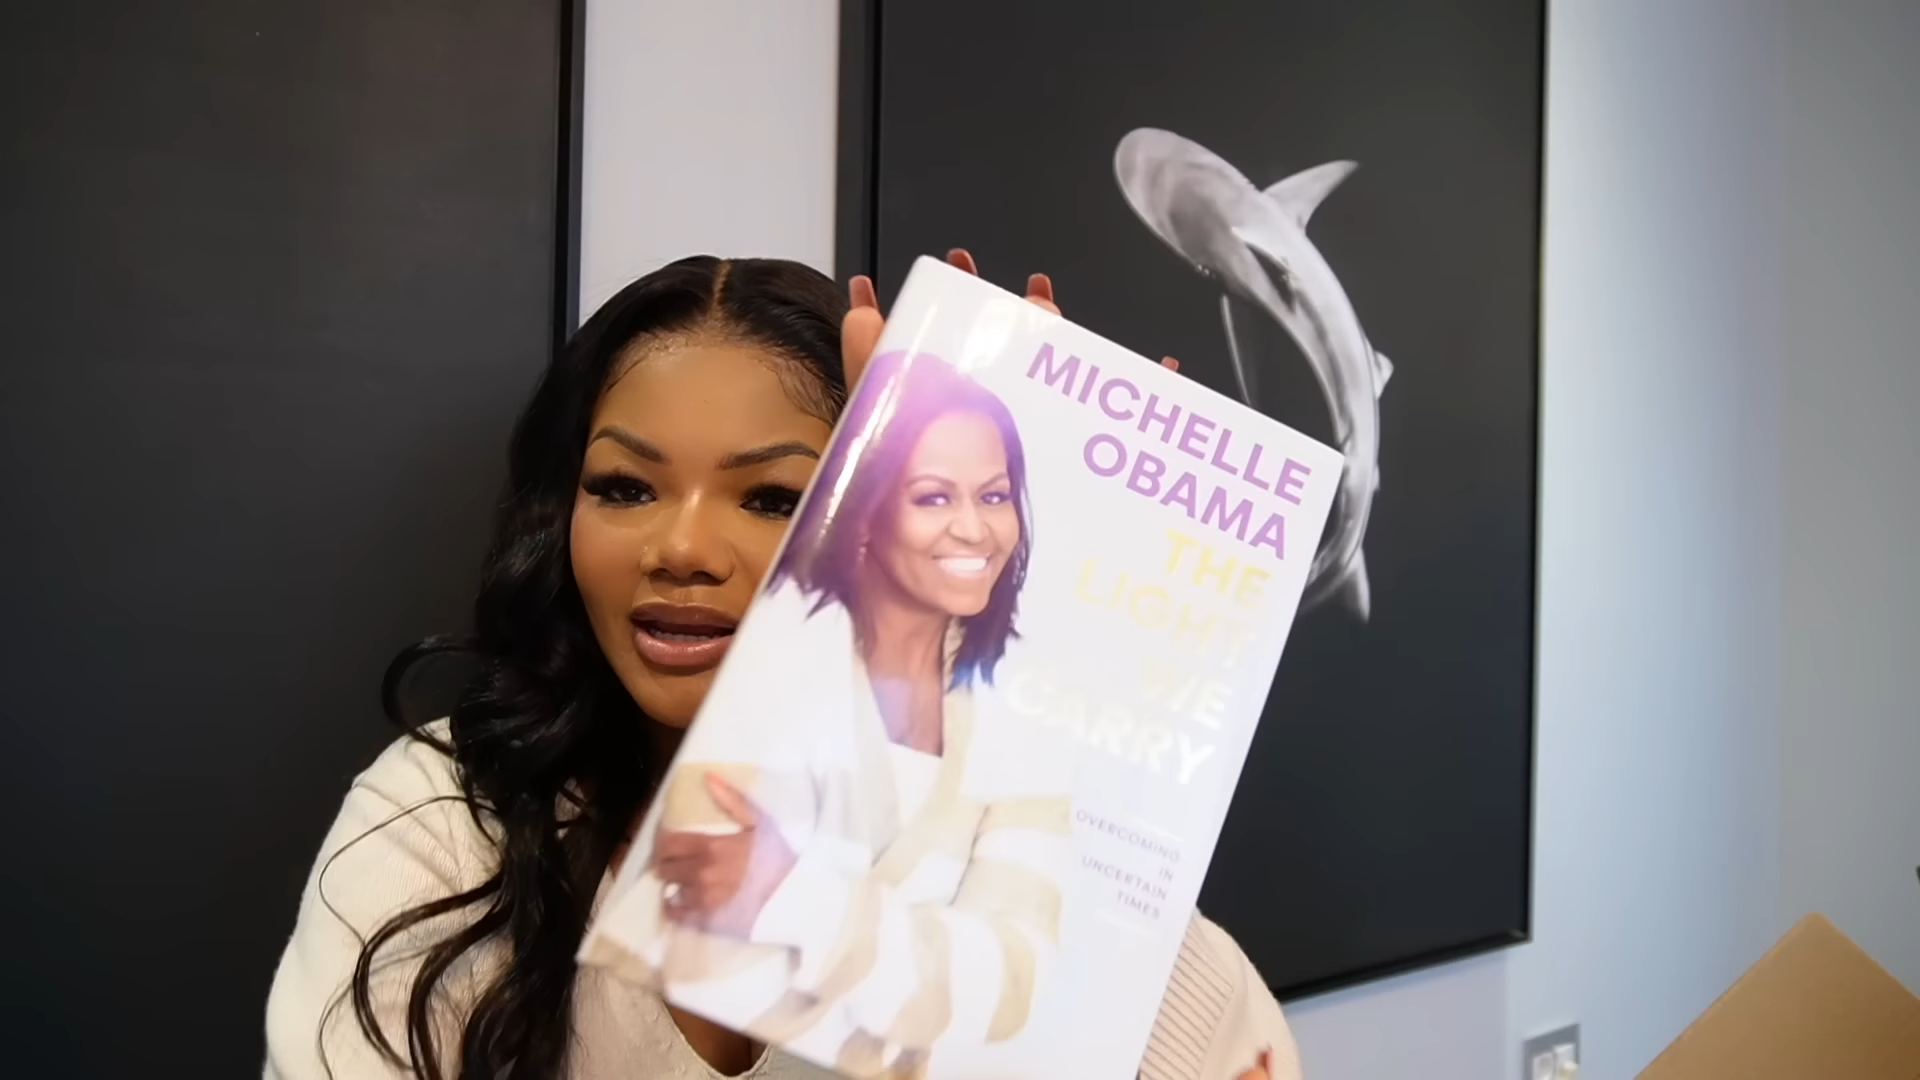 MICHELLE
OBAMA
THE
LIGHT
WE
CARRY
OVERCOMING
IN
UNCERTAIN
TIMES